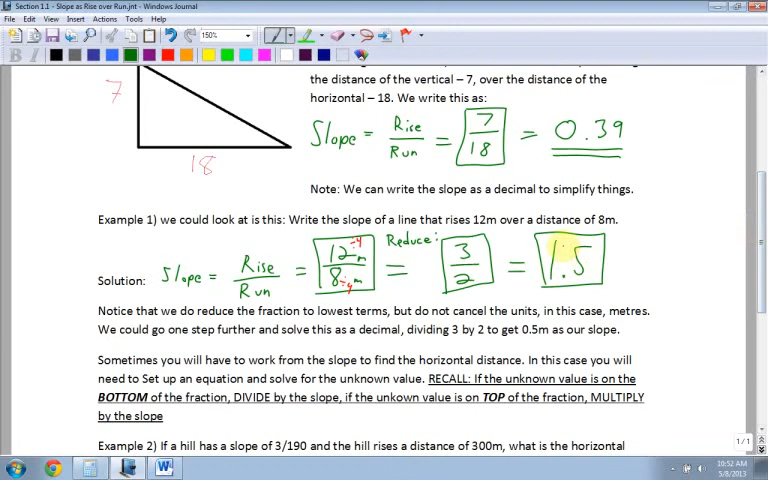 Section 1.1 - Slope as Rise over Run.jnt - Windows Journal
File Edit View Insert Actions Tools Help
150%
B I
the distance of the vertical – 7, over the distance of the
horizontal – 18. We write this as:
7
18
Slope = Rise/Run = 7/18 = 0.39
Note: We can write the slope as a decimal to simplify things.
Example 1) we could look at is this: Write the slope of a line that rises 12m over a distance of 8m.
Reduce:
Solution: Slope = Rise/Run = 12÷4 m/8÷4 m = 3/2 = 1.5
Notice that we do reduce the fraction to lowest terms, but do not cancel the units, in this case, metres.
We could go one step further and solve this as a decimal, dividing 3 by 2 to get 0.5m as our slope.
Sometimes you will have to work from the slope to find the horizontal distance. In this case you will
need to Set up an equation and solve for the unknown value. RECALL: If the unknown value is on the
BOTTOM of the fraction, DIVIDE by the slope, if the unkown value is on TOP of the fraction, MULTIPLY
by the slope
Example 2) If a hill has a slope of 3/190 and the hill rises a distance of 300m, what is the horizontal
1 / 1
10:52 AM
5/8/2013